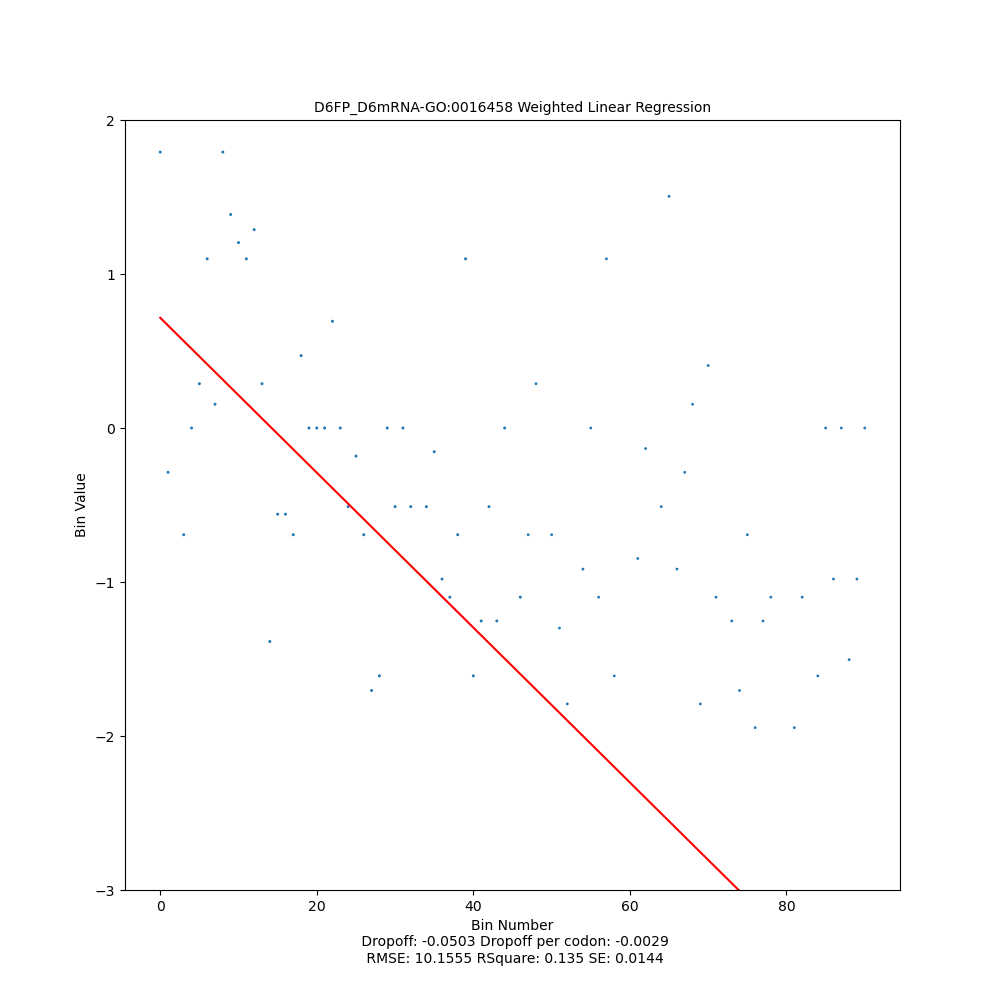 D6FP_D6mRNA-GO:0016458 Weighted Linear Regression
2
1
0
−1
−2
−3
Bin Value
0 20 40 60 80
Bin Number
Dropoff: -0.0503 Dropoff per codon: -0.0029
RMSE: 10.1555 RSquare: 0.135 SE: 0.0144